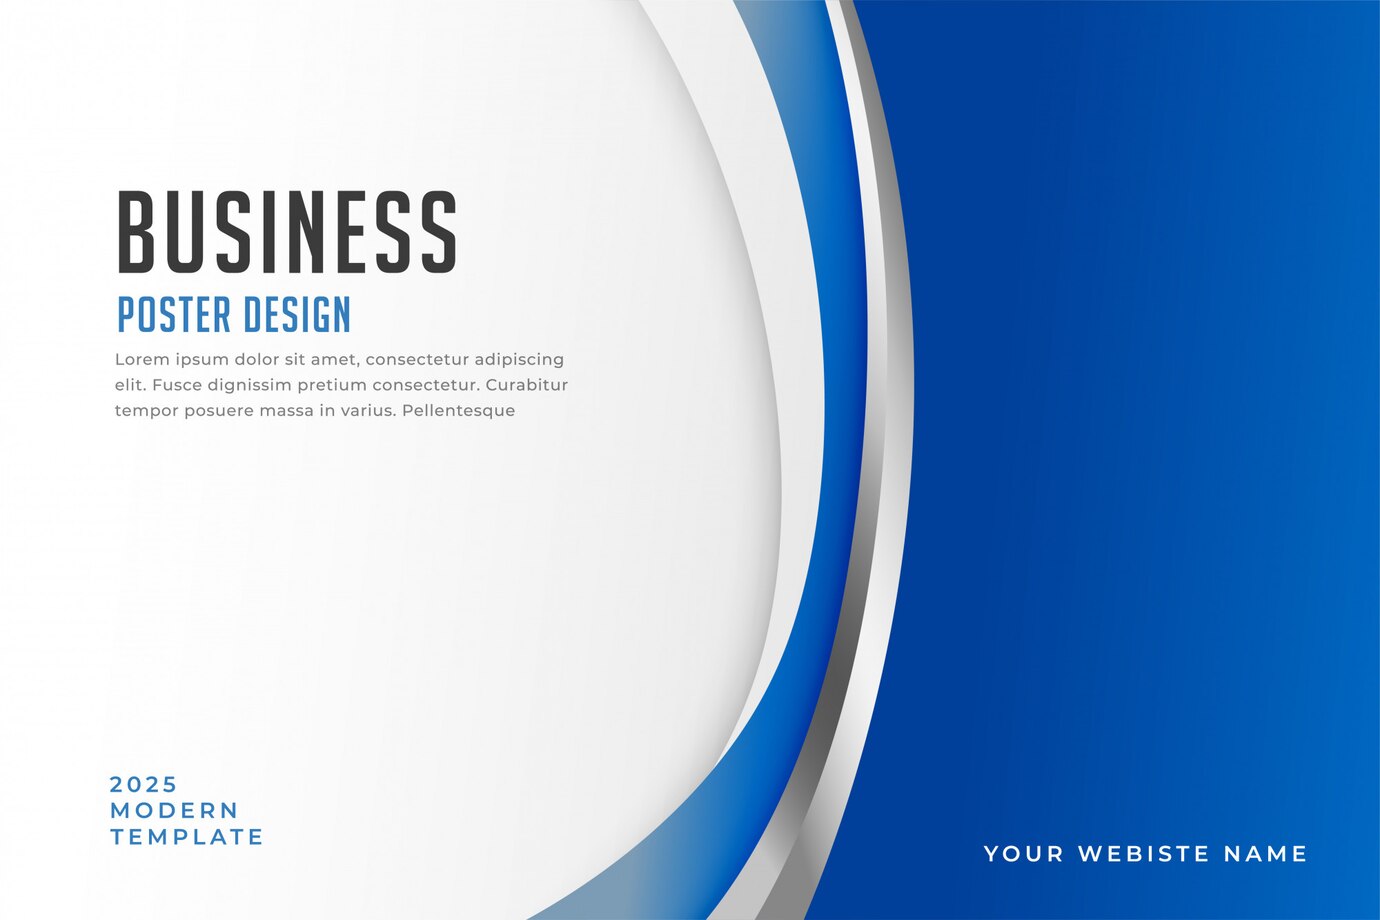 BUSINESS
POSTER DESIGN
Lorem ipsum dolor sit amet, consectetur adipiscing
elit. Fusce dignissim pretium consectetur. Curabitur
tempor posuere massa in varius. Pellentesque
2025
MODERN
TEMPLATE
YOUR WEBISTE NAME